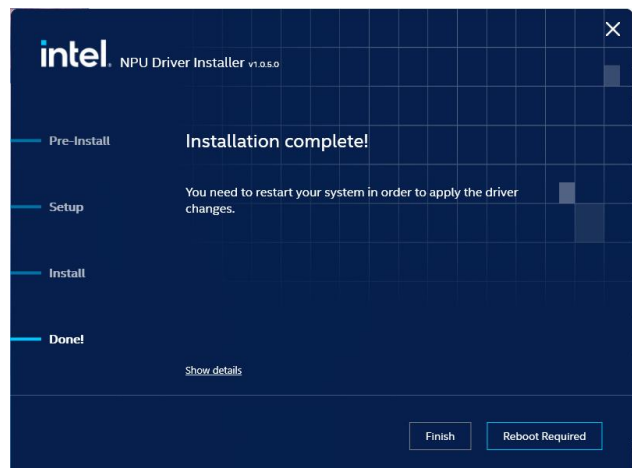 intel. NPU Driver Installer v1.0.5.0
Pre-Install
Setup
Install
Done!
Installation complete!
You need to restart your system in order to apply the driver
changes.
Show details
Finish
Reboot Required